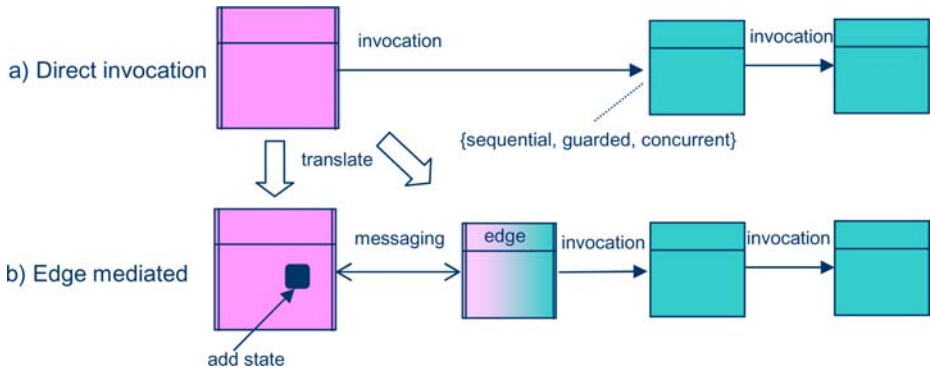 invocation
invocation
a) Direct invocation
{sequential, guarded, concurrent}
translate
messaging
edge
invocation
invocation
b) Edge mediated
add state